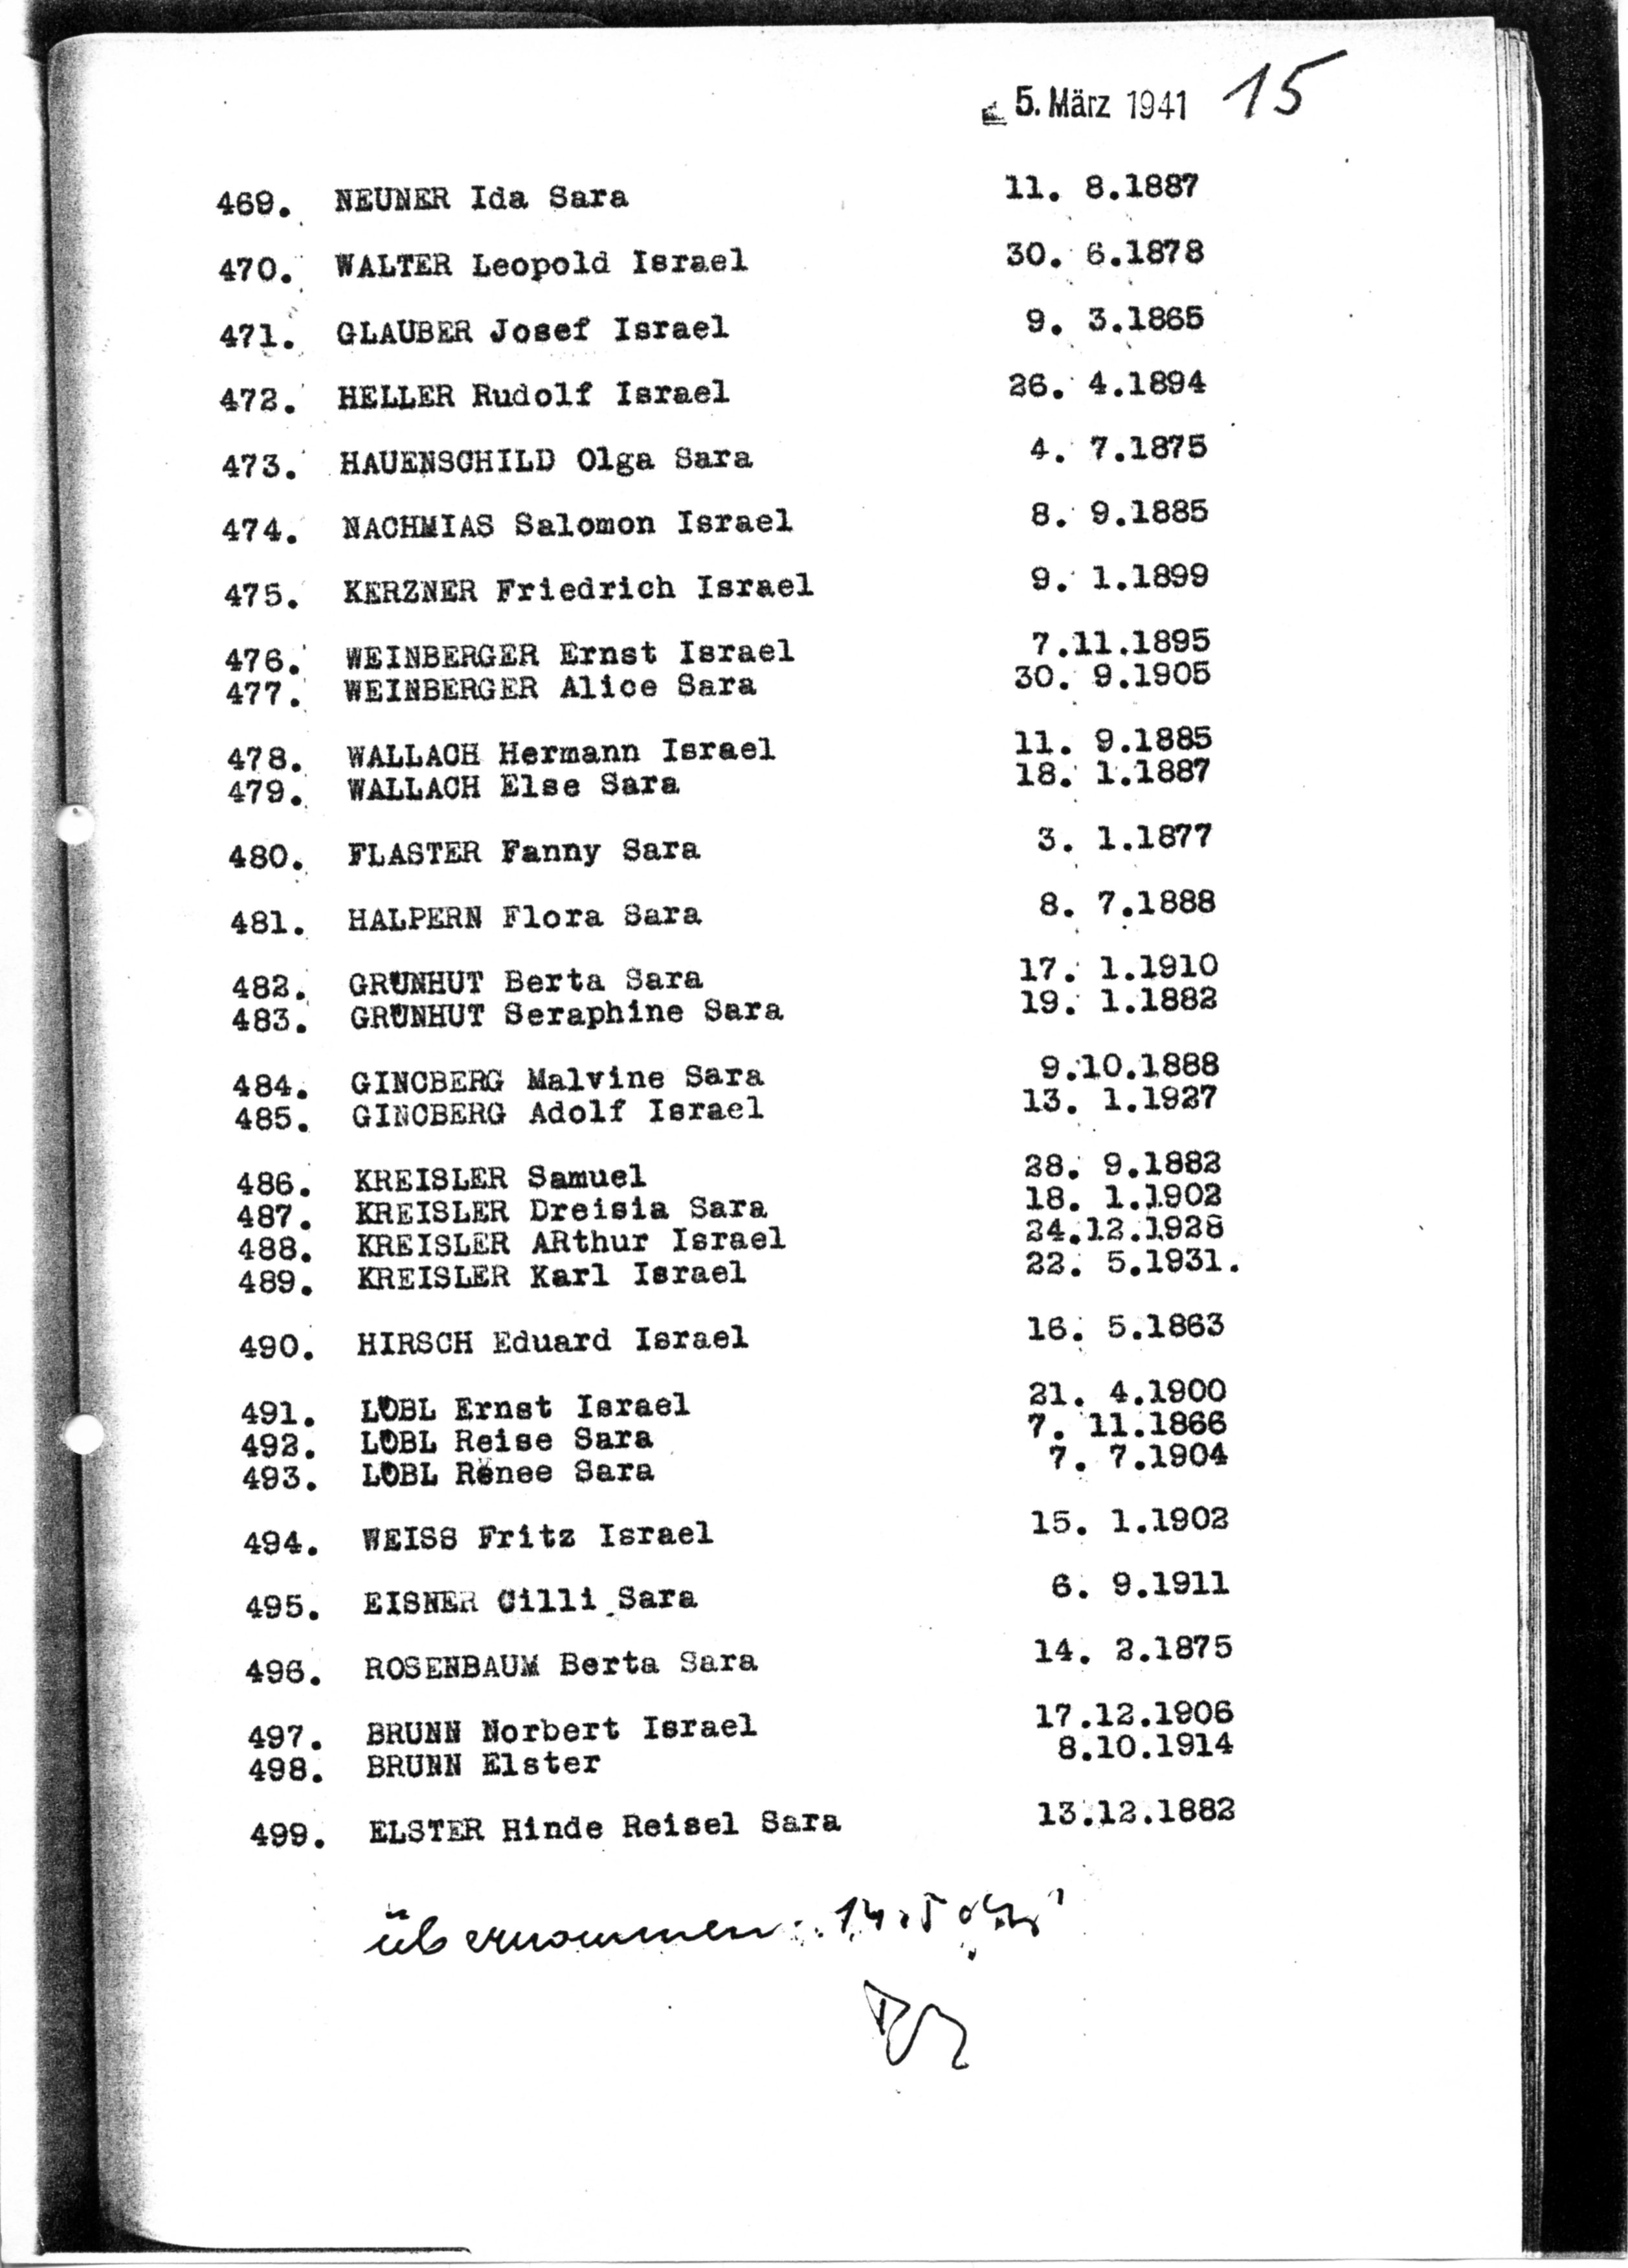 5. März 1941 15
469. NEUNER Ida Sara 11. 8.1887
470. WALTER Leopold Israel 30. 6.1878
471. GLAUBER Josef Israel 9. 3.1865
472. HELLER Rudolf Israel 26. 4.1894
473. HAUENSCHILD Olga Sara 4. 7.1875
474. NACHMIAS Salomon Israel 8. 9.1885
475. KERZNER Friedrich Israel 9. 1.1899
476. WEINBERGER Ernst Israel 7.11.1895
477. WEINBERGER Alice Sara 30. 9.1905
478. WALLACH Hermann Israel 11. 9.1885
479. WALLACH Else Sara 18. 1.1887
480. FLASTER Fanny Sara 3. 1.1877
481. HALPERN Flora Sara 8. 7.1888
482. GRÜNHUT Berta Sara 17. 1.1910
483. GRÜNHUT Seraphine Sara 19. 1.1882
484. GINCBERG Malvine Sara 9.10.1888
485. GINCBERG Adolf Israel 13. 1.1927
486. KREISLER Samuel 28. 9.1882
487. KREISLER Dreisia Sara 18. 1.1902
488. KREISLER ARthur Israel 24.12.1928
489. KREISLER Karl Israel 22. 5.1931.
490. HIRSCH Eduard Israel 16. 5.1863
491. LÖBL Ernst Israel 21. 4.1900
492. LÖBL Reise Sara 7. 11.1866
493. LÖBL Renee Sara 7. 7.1904
494. WEISS Fritz Israel 15. 1.1902
495. EISNER Cilli Sara 6. 9.1911
496. ROSENBAUM Berta Sara 14. 2.1875
497. BRUNN Norbert Israel 17.12.1906
498. BRUNN Elster 8.10.1914
499. ELSTER Hinde Reisel Sara 13.12.1882
übernommen: